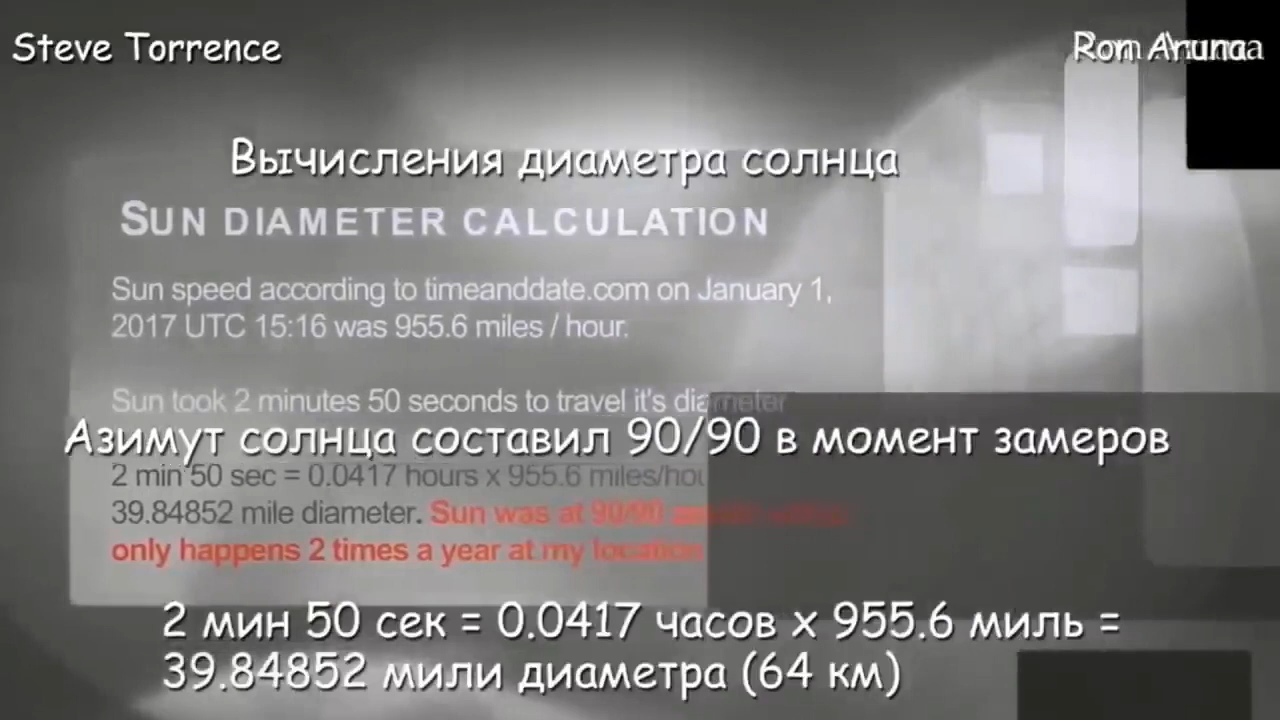 Steve Torrence
Ron Aruna
Вычисления диаметра солнца
SUN DIAMETER CALCULATION
Sun speed according to timeanddate.com on January 1,
2017 UTC 15:16 was 955.6 miles / hour.
Sun took 2 minutes 50 seconds to travel it's diameter
Азимут солнца составил 90/90 в момент замеров
2 min 50 sec = 0.0417 hours x 955.6 miles/hou
39.84852 mile diameter. Sun was at 90/90
only happens 2 times a year at my location
2 мин 50 сек = 0.0417 часов x 955.6 миль =
39.84852 мили диаметра (64 км)